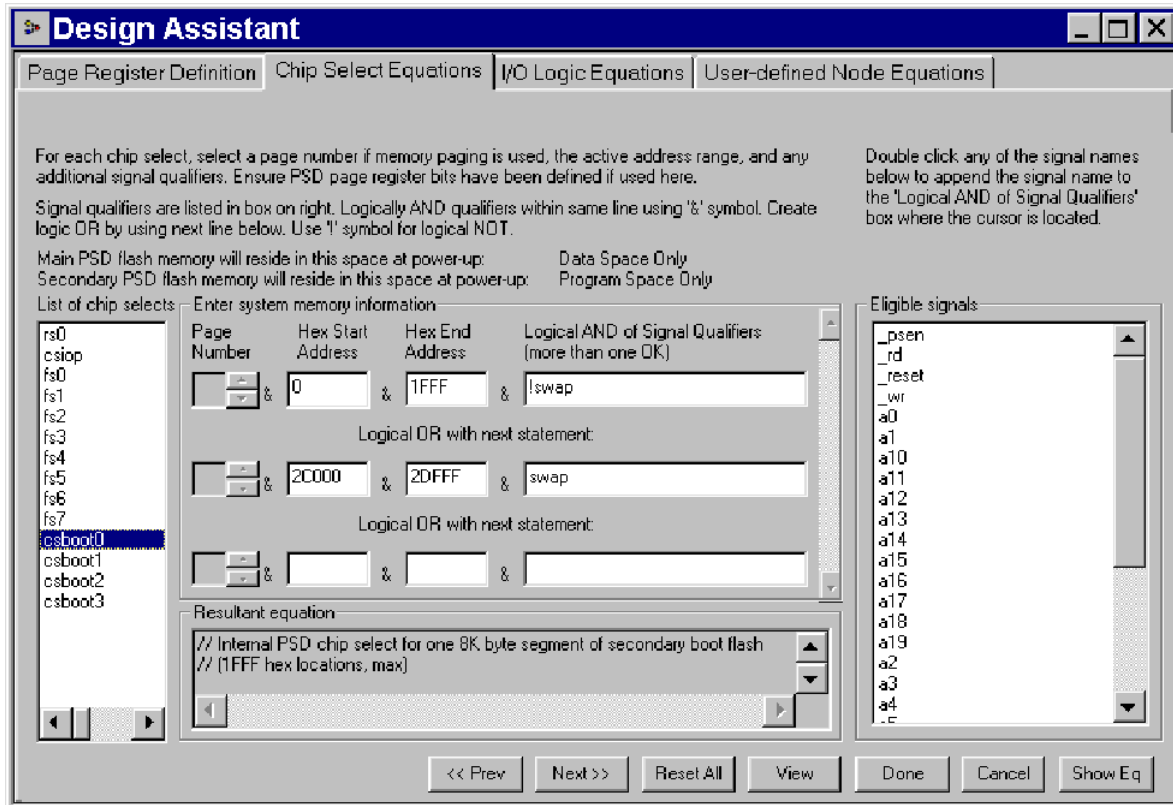 Design Assistant
Page Register Definition Chip Select Equations I/O Logic Equations User-defined Node Equations
For each chip select, select a page number if memory paging is used, the active address range, and any
additional signal qualifiers. Ensure PSD page register bits have been defined if used here.
Signal qualifiers are listed in box on right. Logically AND qualifiers within same line using '&' symbol. Create
logic OR by using next line below. Use '!' symbol for logical NOT.
Main PSD flash memory will reside in this space at power-up: Data Space Only
Secondary PSD flash memory will reside in this space at power-up: Program Space Only
Double click any of the signal names
below to append the signal name to
the 'Logical AND of Signal Qualifiers'
box where the cursor is located.
List of chip selects
rs0
csiop
fs0
fs1
fs2
fs3
fs4
fs5
fs6
fs7
csboot0
csboot1
csboot2
csboot3
Enter system memory information
Page Number
Hex Start Address
Hex End Address
Logical AND of Signal Qualifiers
(more than one OK)
& 0 & 1FFF & !swap
Logical OR with next statement:
& 2C000 & 2DFFF & swap
Logical OR with next statement:
& & &
Resultant equation
// Internal PSD chip select for one 8K byte segment of secondary boot flash
// (1FFF hex locations, max)
Eligible signals
_psen
_rd
_reset
_wr
a0
a1
a10
a11
a12
a13
a14
a15
a16
a17
a18
a19
a2
a3
a4
<< Prev Next >> Reset All View Done Cancel Show Eq